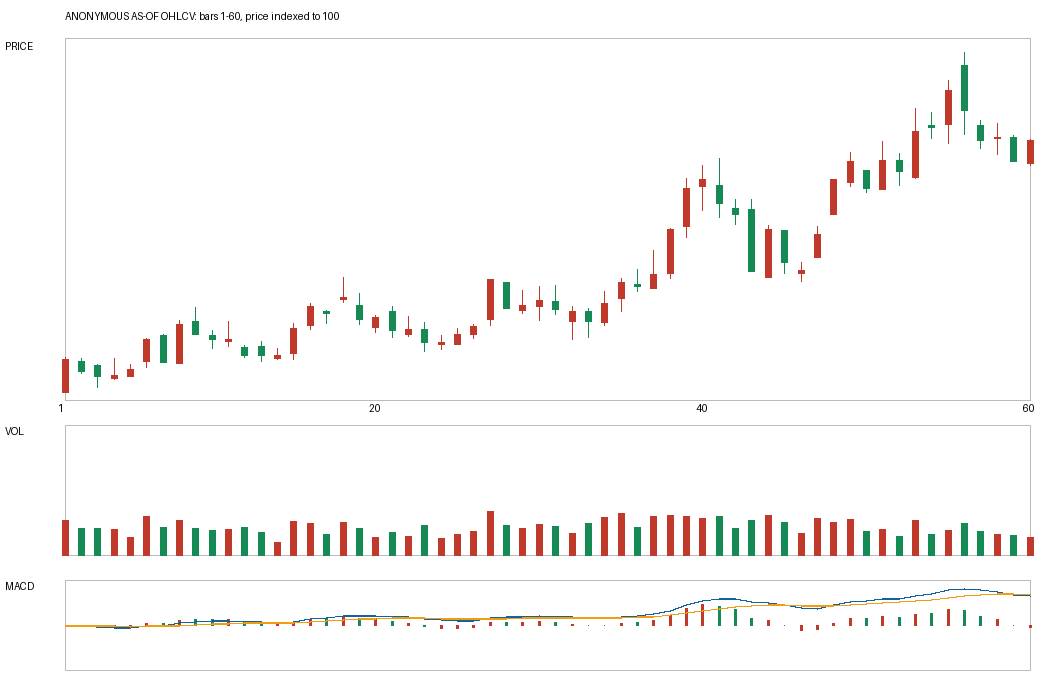 ANONYMOUS AS-OF OHLCV: bars 1-60, price indexed to 100
PRICE
1 20 40 60
VOL
MACD